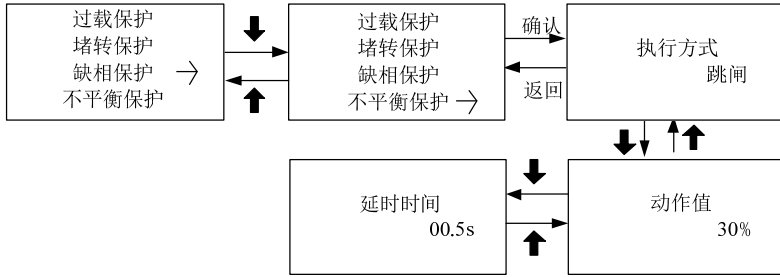 过载保护
堵转保护
缺相保护
不平衡保护
过载保护
堵转保护
缺相保护
不平衡保护
确认
返回
执行方式
跳闸
延时时间
00.5s
动作值
30%